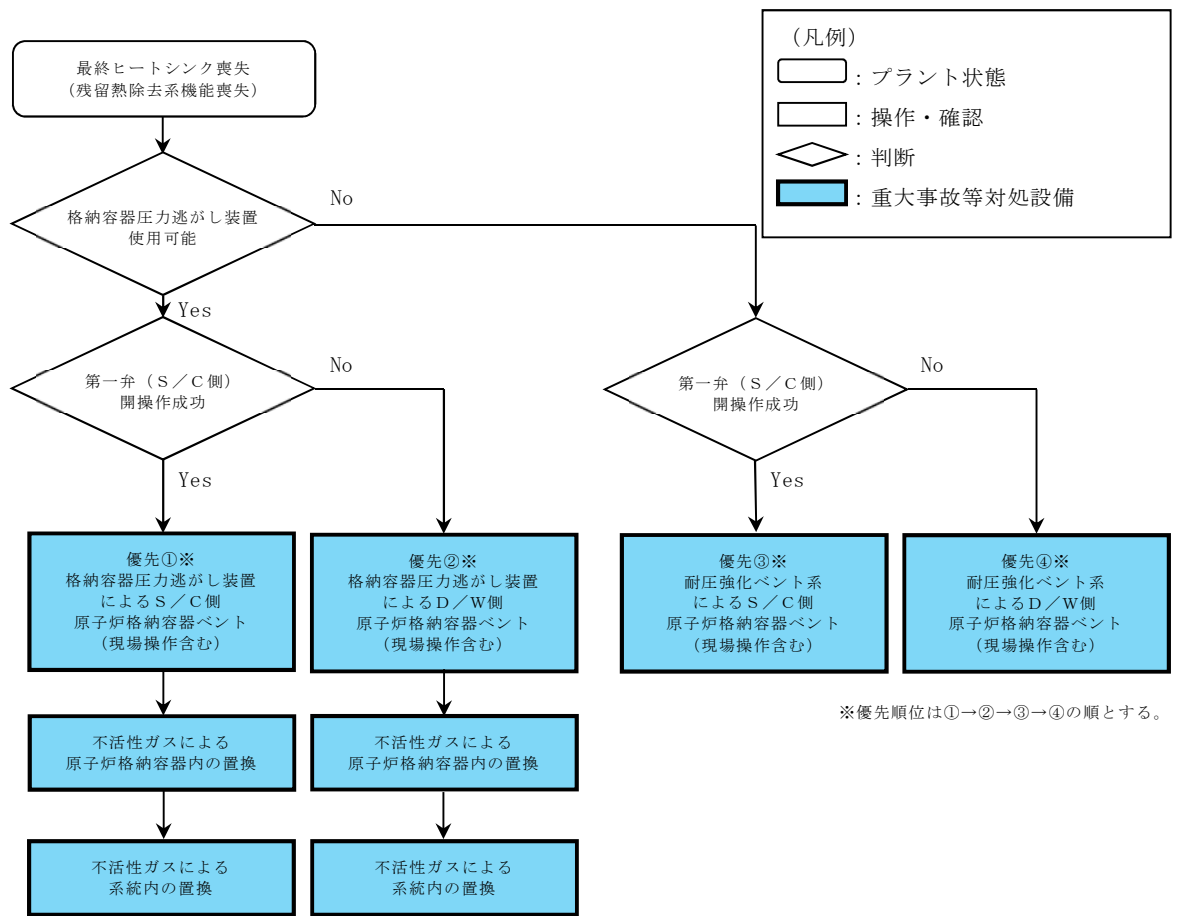 最終ヒートシンク喪失
(残留熱除去系機能喪失)
格納容器圧力逃がし装置
使用可能
No
Yes
第一弁（Ｓ／Ｃ側）
開操作成功
No
Yes
第一弁（Ｓ／Ｃ側）
開操作成功
No
Yes
優先①※
格納容器圧力逃がし装置
によるＳ／Ｃ側
原子炉格納容器ベント
(現場操作含む)
優先②※
格納容器圧力逃がし装置
によるＤ／Ｗ側
原子炉格納容器ベント
(現場操作含む)
優先③※
耐圧強化ベント系
によるＳ／Ｃ側
原子炉格納容器ベント
(現場操作含む)
優先④※
耐圧強化ベント系
によるＤ／Ｗ側
原子炉格納容器ベント
(現場操作含む)
不活性ガスによる
原子炉格納容器内の置換
不活性ガスによる
原子炉格納容器内の置換
不活性ガスによる
系統内の置換
不活性ガスによる
系統内の置換
※優先順位は①→②→③→④の順とする。
（凡例）
：プラント状態
：操作・確認
：判断
：重大事故等対処設備